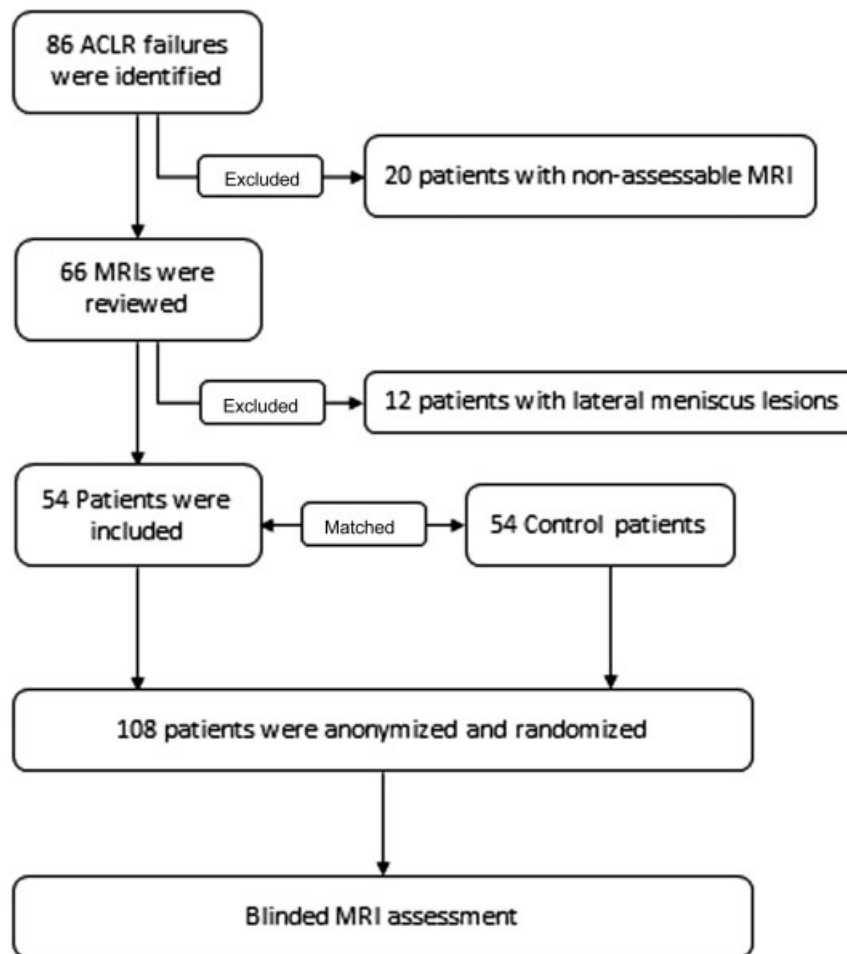 86 ACLR failures
were identified
Excluded
20 patients with non-assessable MRI
66 MRIs were
reviewed
Excluded
12 patients with lateral meniscus lesions
54 Patients were
included
Matched
54 Control patients
108 patients were anonymized and randomized
Blinded MRI assessment